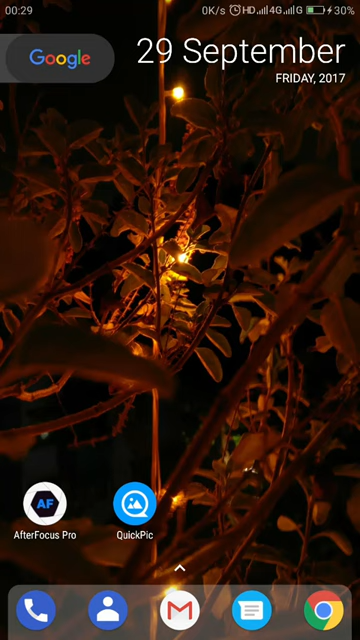 00:29
0K/s HD 4G G 30%
Google
29 September
FRIDAY, 2017
AF
AfterFocus Pro
QuickPic